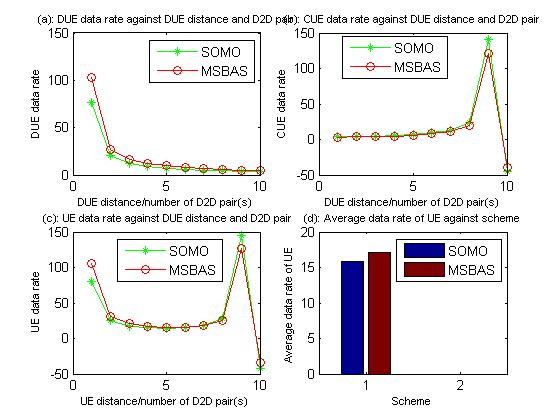 (a): DUE data rate against DUE distance and D2D pair
(b): CUE data rate against DUE distance and D2D pair
150
100
50
0
DUE data rate
SOMO
MSBAS
0
5
10
DUE distance/number of D2D pair(s)
150
100
50
0
-50
CUE data rate
SOMO
MSBAS
0
5
10
DUE distance/number of D2D pair(s)
(c): UE data rate against DUE distance and D2D pair
150
100
50
0
-50
UE data rate
SOMO
MSBAS
0
5
10
UE distance/number of D2D pair(s)
(d): Average data rate of UE against scheme
20
15
10
5
0
Average data rate of UE
SOMO
MSBAS
1
2
Scheme